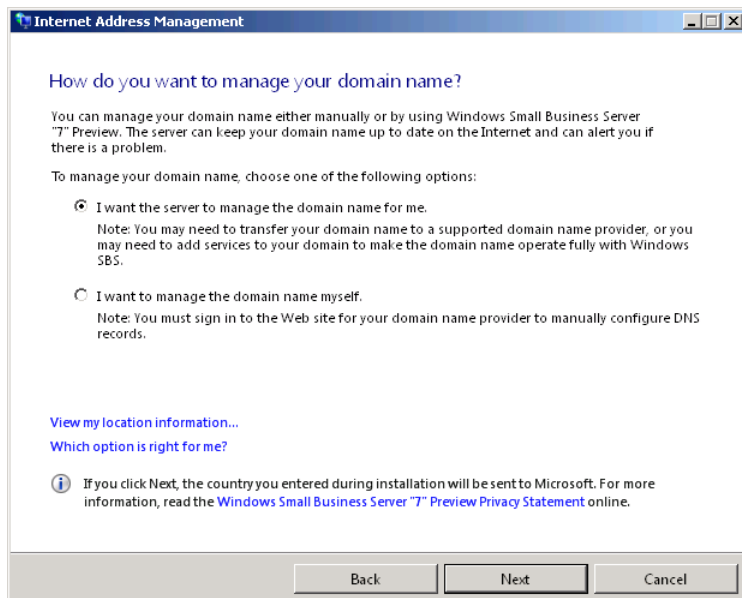 Internet Address Management
How do you want to manage your domain name?
You can manage your domain name either manually or by using Windows Small Business Server
"7" Preview. The server can keep your domain name up to date on the Internet and can alert you if
there is a problem.
To manage your domain name, choose one of the following options:
I want the server to manage the domain name for me.
Note: You may need to transfer your domain name to a supported domain name provider, or you
may need to add services to your domain to make the domain name operate fully with Windows
SBS.
I want to manage the domain name myself.
Note: You must sign in to the Web site for your domain name provider to manually configure DNS
records.
View my location information...
Which option is right for me?
If you click Next, the country you entered during installation will be sent to Microsoft. For more
information, read the Windows Small Business Server "7" Preview Privacy Statement online.
Back Next Cancel